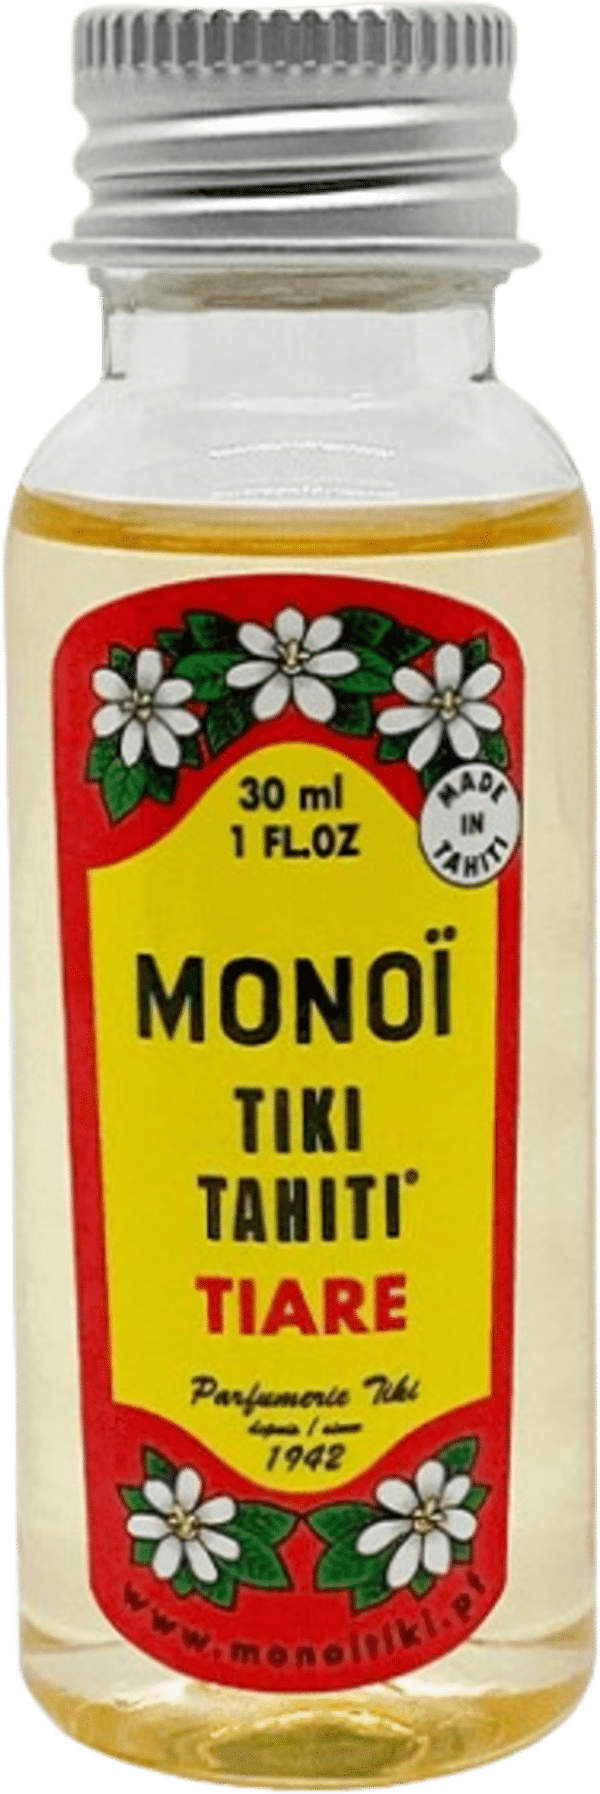 30 ml
1 FL.OZ
MADE
IN
TAHITI
MONOÏ
TIKI
TAHITI®
TIARE
Parfumerie Tiki
depuis / since
1942
www.monoitiki.pf